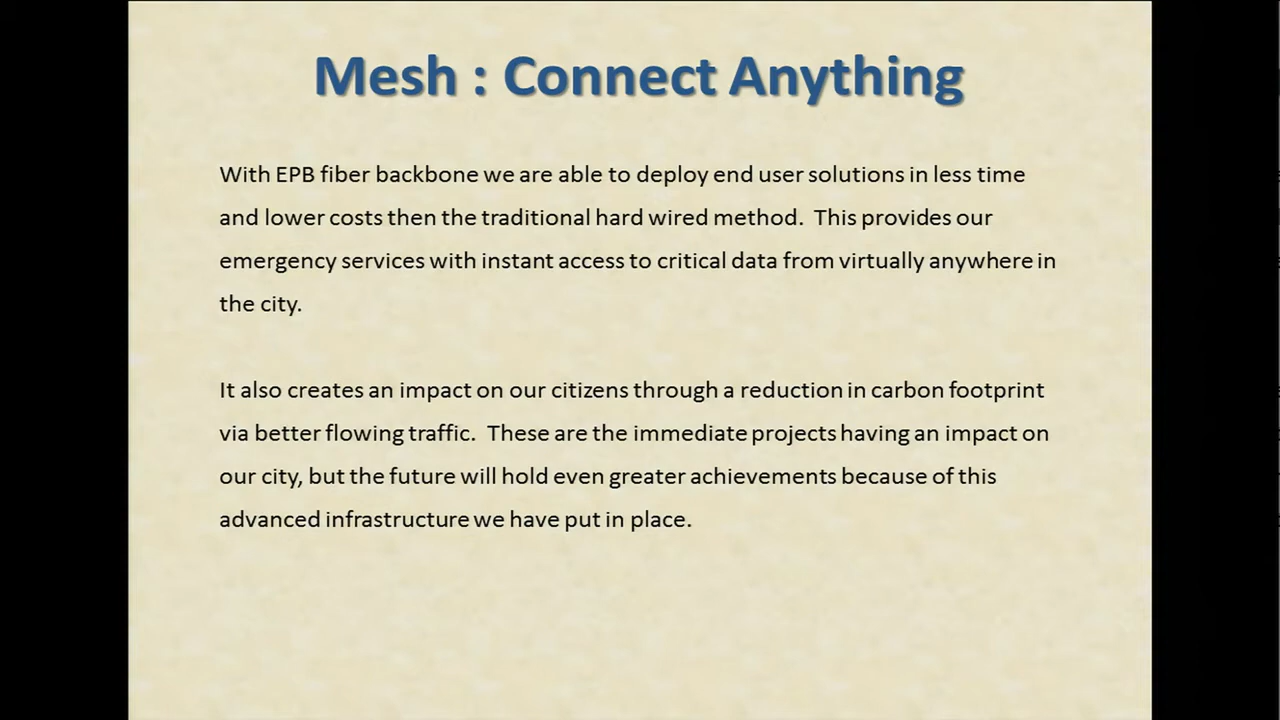 Mesh : Connect Anything
With EPB fiber backbone we are able to deploy end user solutions in less time
and lower costs then the traditional hard wired method.  This provides our
emergency services with instant access to critical data from virtually anywhere in
the city.
It also creates an impact on our citizens through a reduction in carbon footprint
via better flowing traffic.  These are the immediate projects having an impact on
our city, but the future will hold even greater achievements because of this
advanced infrastructure we have put in place.